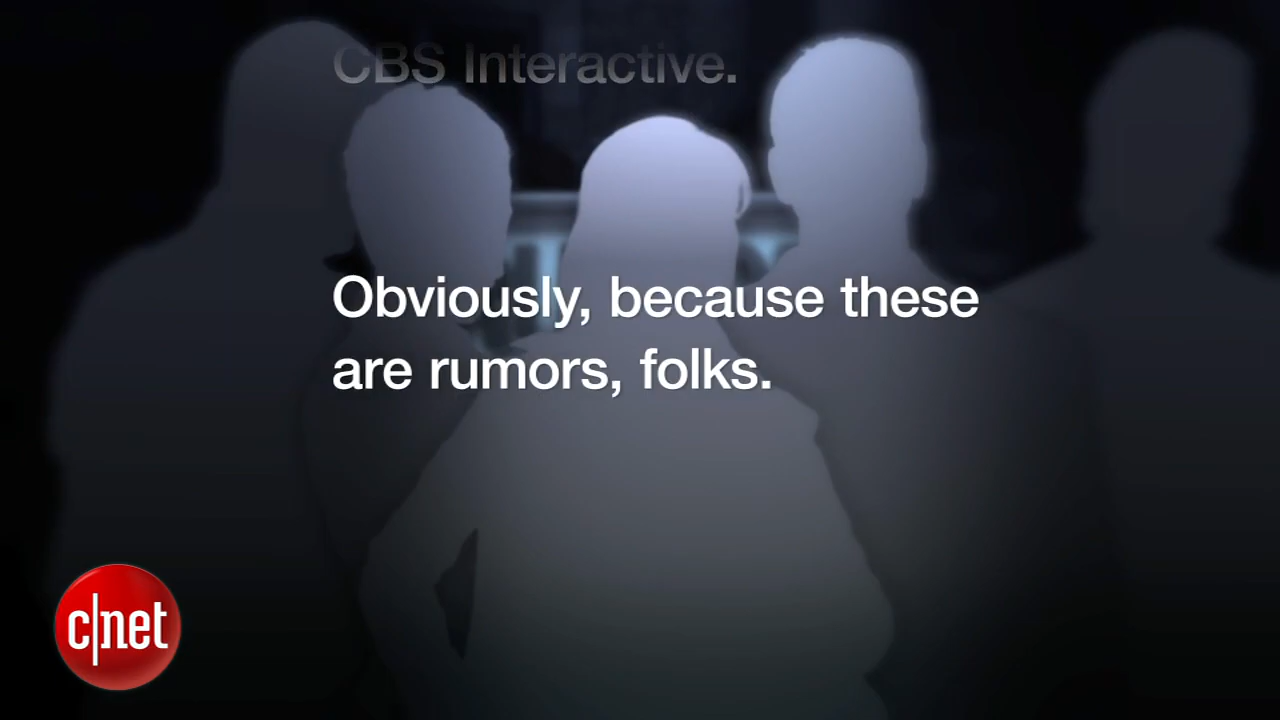 CBS Interactive.
Obviously, because these
are rumors, folks.
c|net